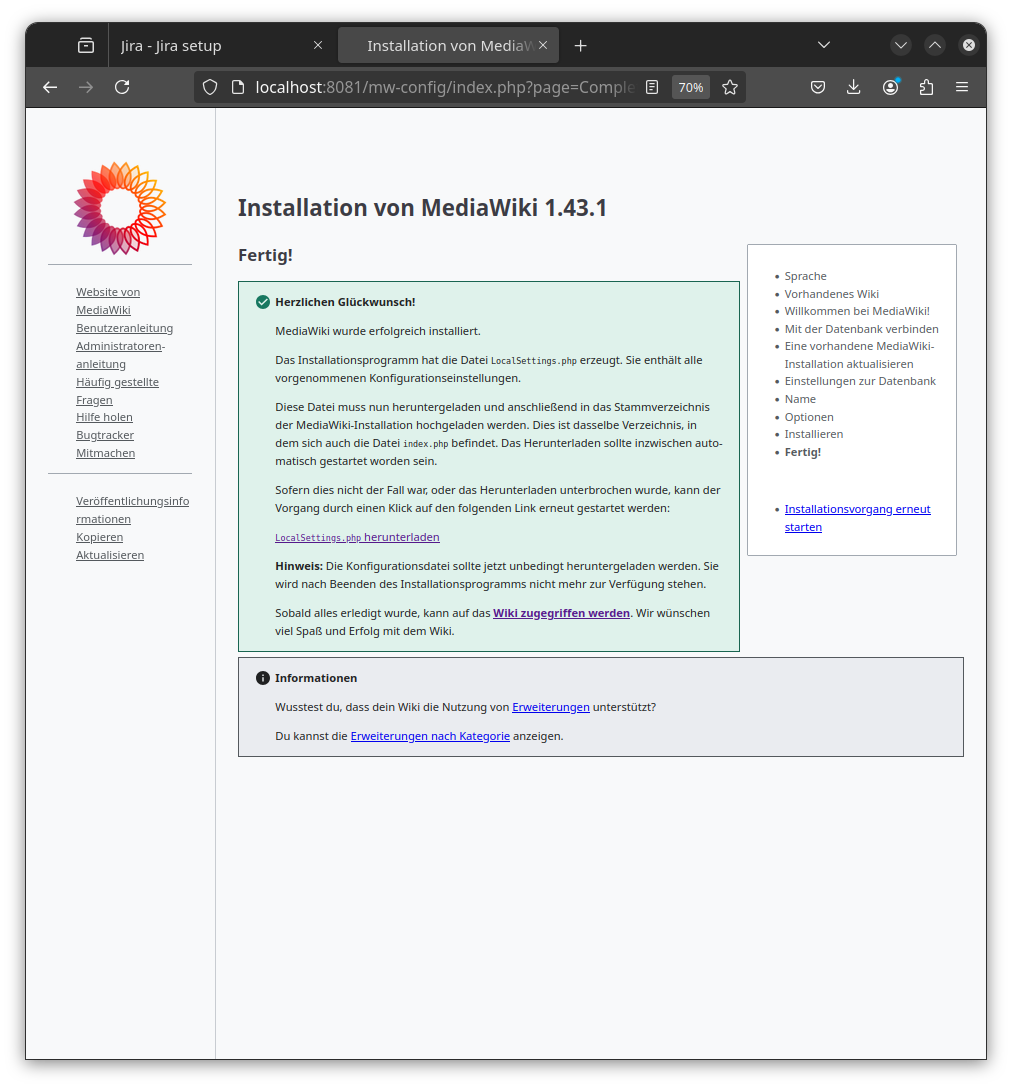 Jira - Jira setup
Installation von MediaWi
localhost:8081/mw-config/index.php?page=Comple
70%
Website von
MediaWiki
Benutzeranleitung
Administratoren-
anleitung
Häufig gestellte
Fragen
Hilfe holen
Bugtracker
Mitmachen
Veröffentlichungsinfo
rmationen
Kopieren
Aktualisieren
Installation von MediaWiki 1.43.1
Fertig!
Herzlichen Glückwunsch!
MediaWiki wurde erfolgreich installiert.
Das Installationsprogramm hat die Datei LocalSettings.php erzeugt. Sie enthält alle
vorgenommenen Konfigurationseinstellungen.
Diese Datei muss nun heruntergeladen und anschließend in das Stammverzeichnis
der MediaWiki-Installation hochgeladen werden. Dies ist dasselbe Verzeichnis, in
dem sich auch die Datei index.php befindet. Das Herunterladen sollte inzwischen auto-
matisch gestartet worden sein.
Sofern dies nicht der Fall war, oder das Herunterladen unterbrochen wurde, kann der
Vorgang durch einen Klick auf den folgenden Link erneut gestartet werden:
LocalSettings.php herunterladen
Hinweis: Die Konfigurationsdatei sollte jetzt unbedingt heruntergeladen werden. Sie
wird nach Beenden des Installationsprogramms nicht mehr zur Verfügung stehen.
Sobald alles erledigt wurde, kann auf das Wiki zugegriffen werden. Wir wünschen
viel Spaß und Erfolg mit dem Wiki.
Informationen
Wusstest du, dass dein Wiki die Nutzung von Erweiterungen unterstützt?
Du kannst die Erweiterungen nach Kategorie anzeigen.
Sprache
Vorhandenes Wiki
Willkommen bei MediaWiki!
Mit der Datenbank verbinden
Eine vorhandene MediaWiki-
Installation aktualisieren
Einstellungen zur Datenbank
Name
Optionen
Installieren
Fertig!
Installationsvorgang erneut
starten